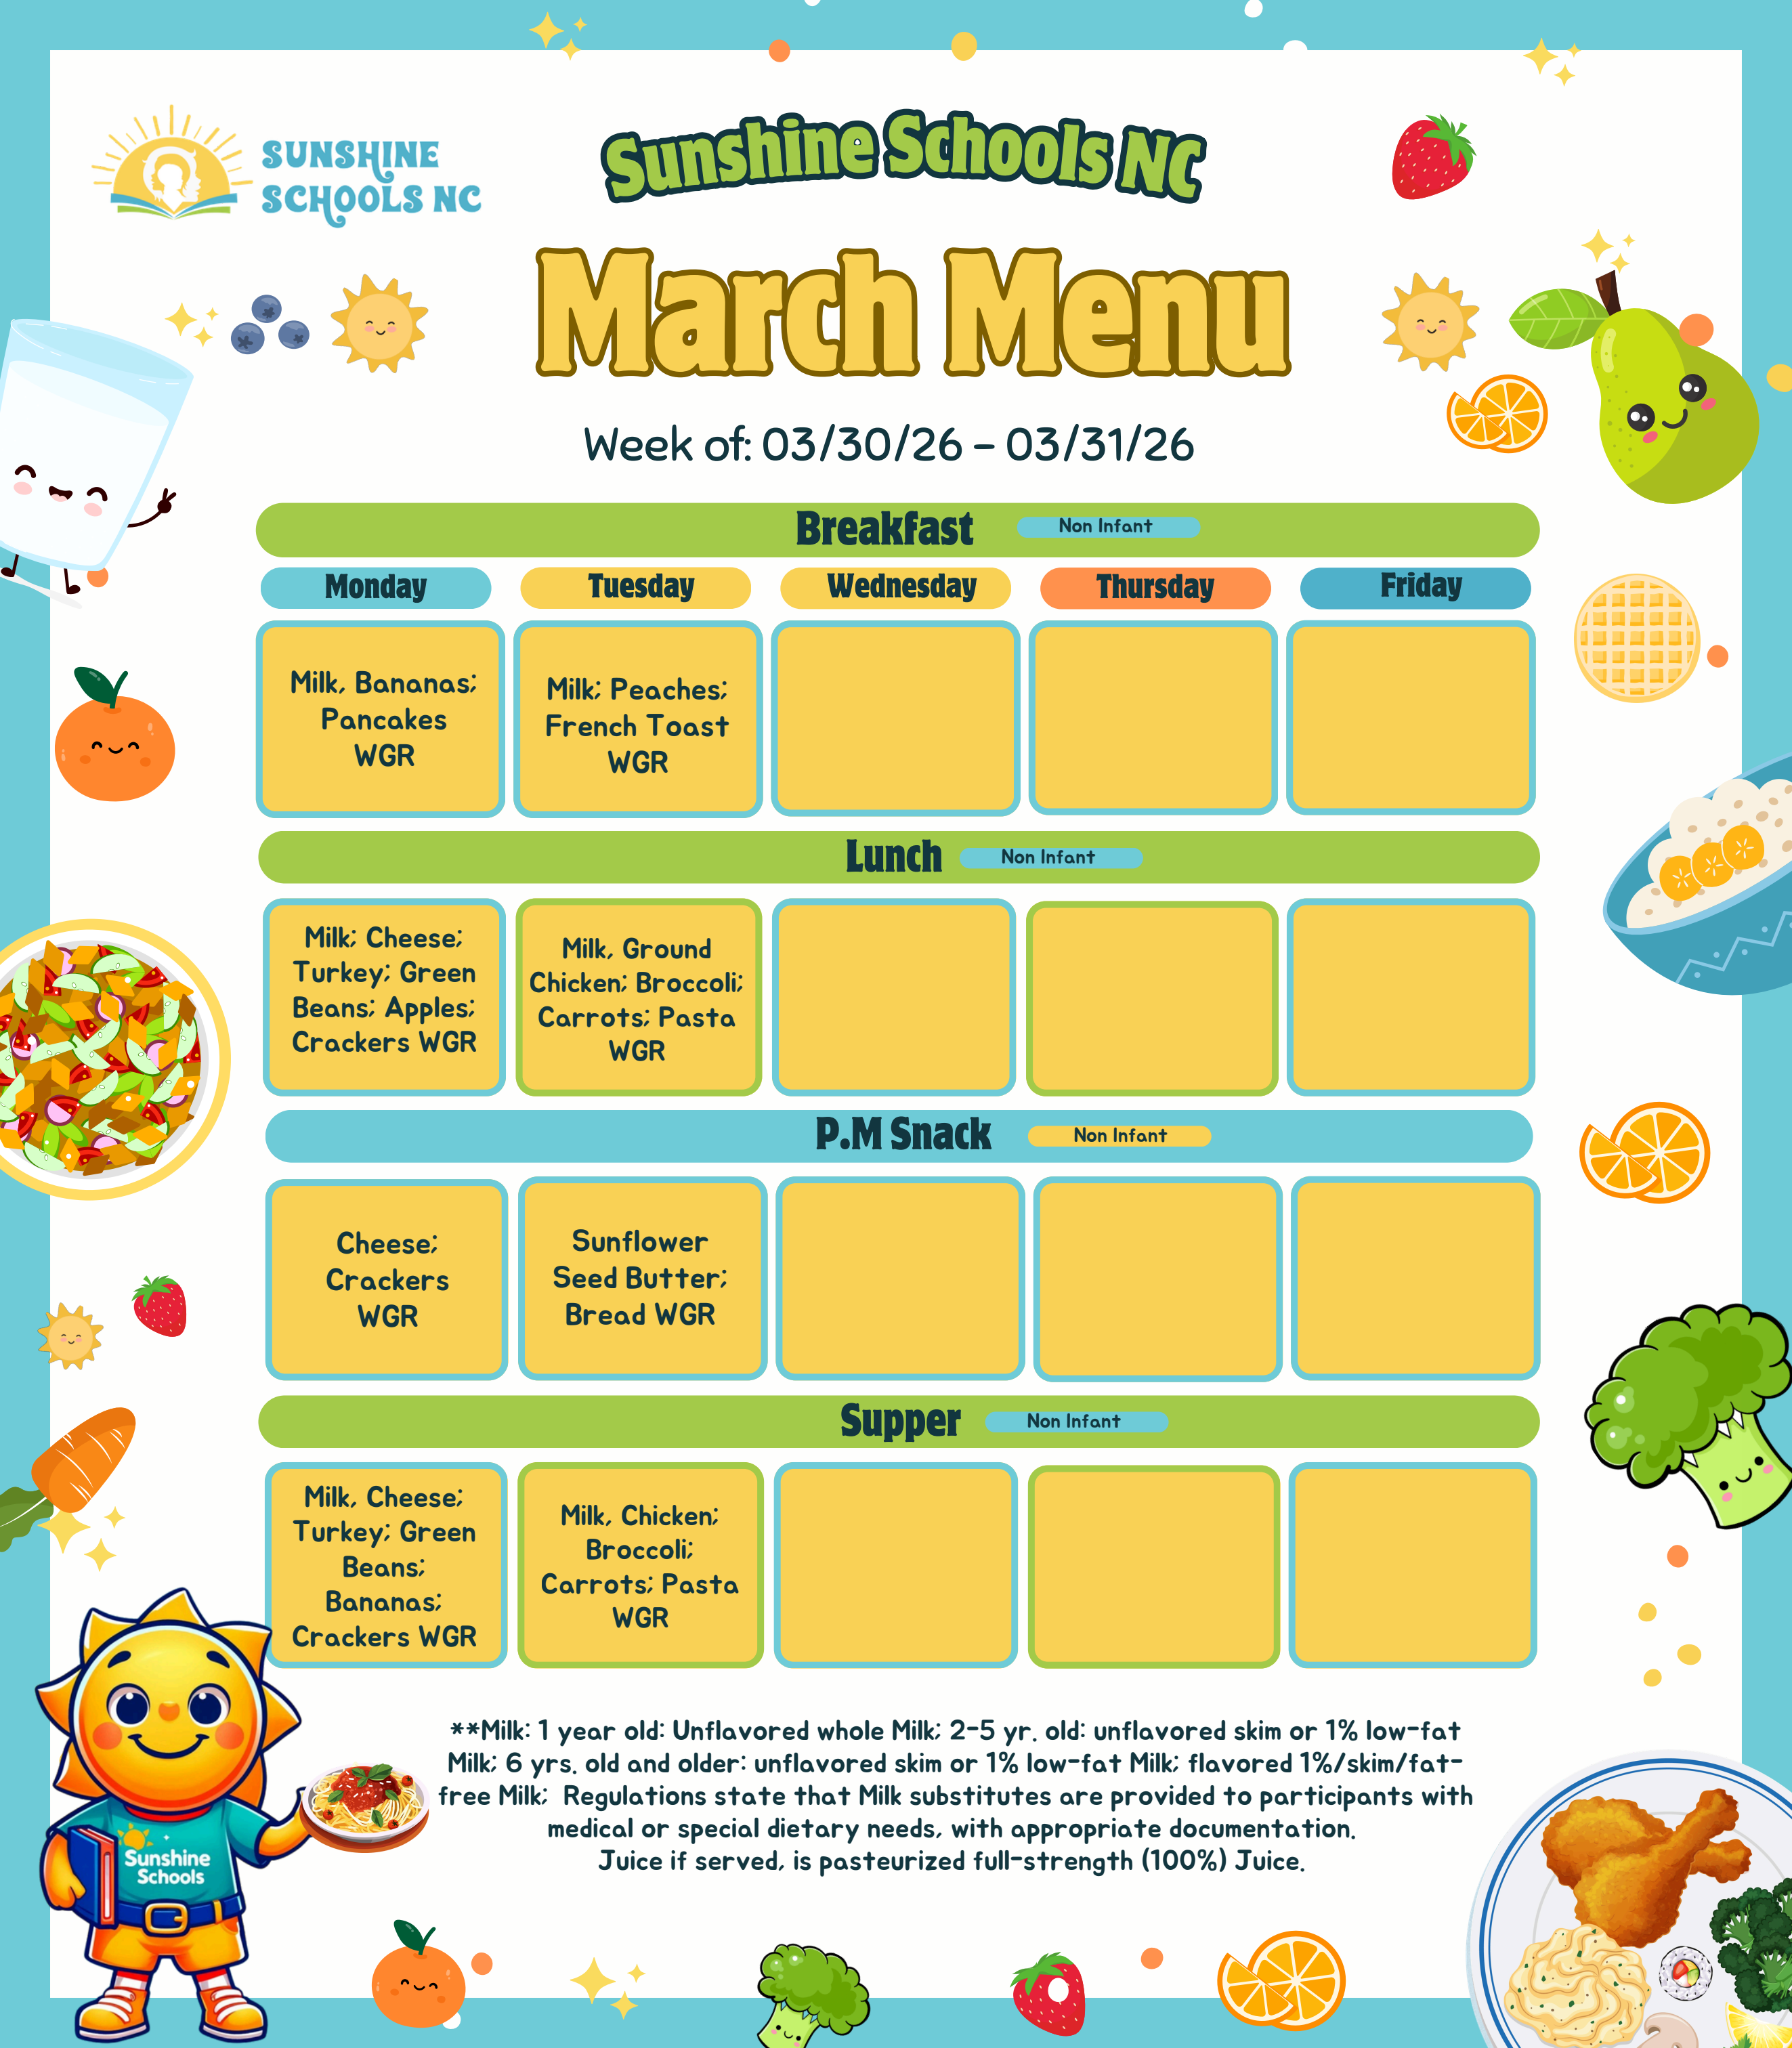 SUNSHINE
SCHOOLS NC
Sunshine Schools NC
March Menu
Week of: 03/30/26 – 03/31/26
Breakfast Non Infant
Monday Tuesday Wednesday Thursday Friday
Milk, Bananas;
Pancakes
WGR
Milk; Peaches;
French Toast
WGR
Lunch Non Infant
Milk; Cheese;
Turkey; Green
Beans; Apples;
Crackers WGR
Milk, Ground
Chicken; Broccoli;
Carrots; Pasta
WGR
P.M Snack Non Infant
Cheese;
Crackers
WGR
Sunflower
Seed Butter;
Bread WGR
Supper Non Infant
Milk, Cheese;
Turkey; Green
Beans;
Bananas;
Crackers WGR
Milk, Chicken;
Broccoli;
Carrots; Pasta
WGR
**Milk: 1 year old: Unflavored whole Milk; 2-5 yr. old: unflavored skim or 1% low-fat
Milk; 6 yrs. old and older: unflavored skim or 1% low-fat Milk; flavored 1%/skim/fat-
free Milk; Regulations state that Milk substitutes are provided to participants with
medical or special dietary needs, with appropriate documentation.
Juice if served, is pasteurized full-strength (100%) Juice.
Sunshine
Schools